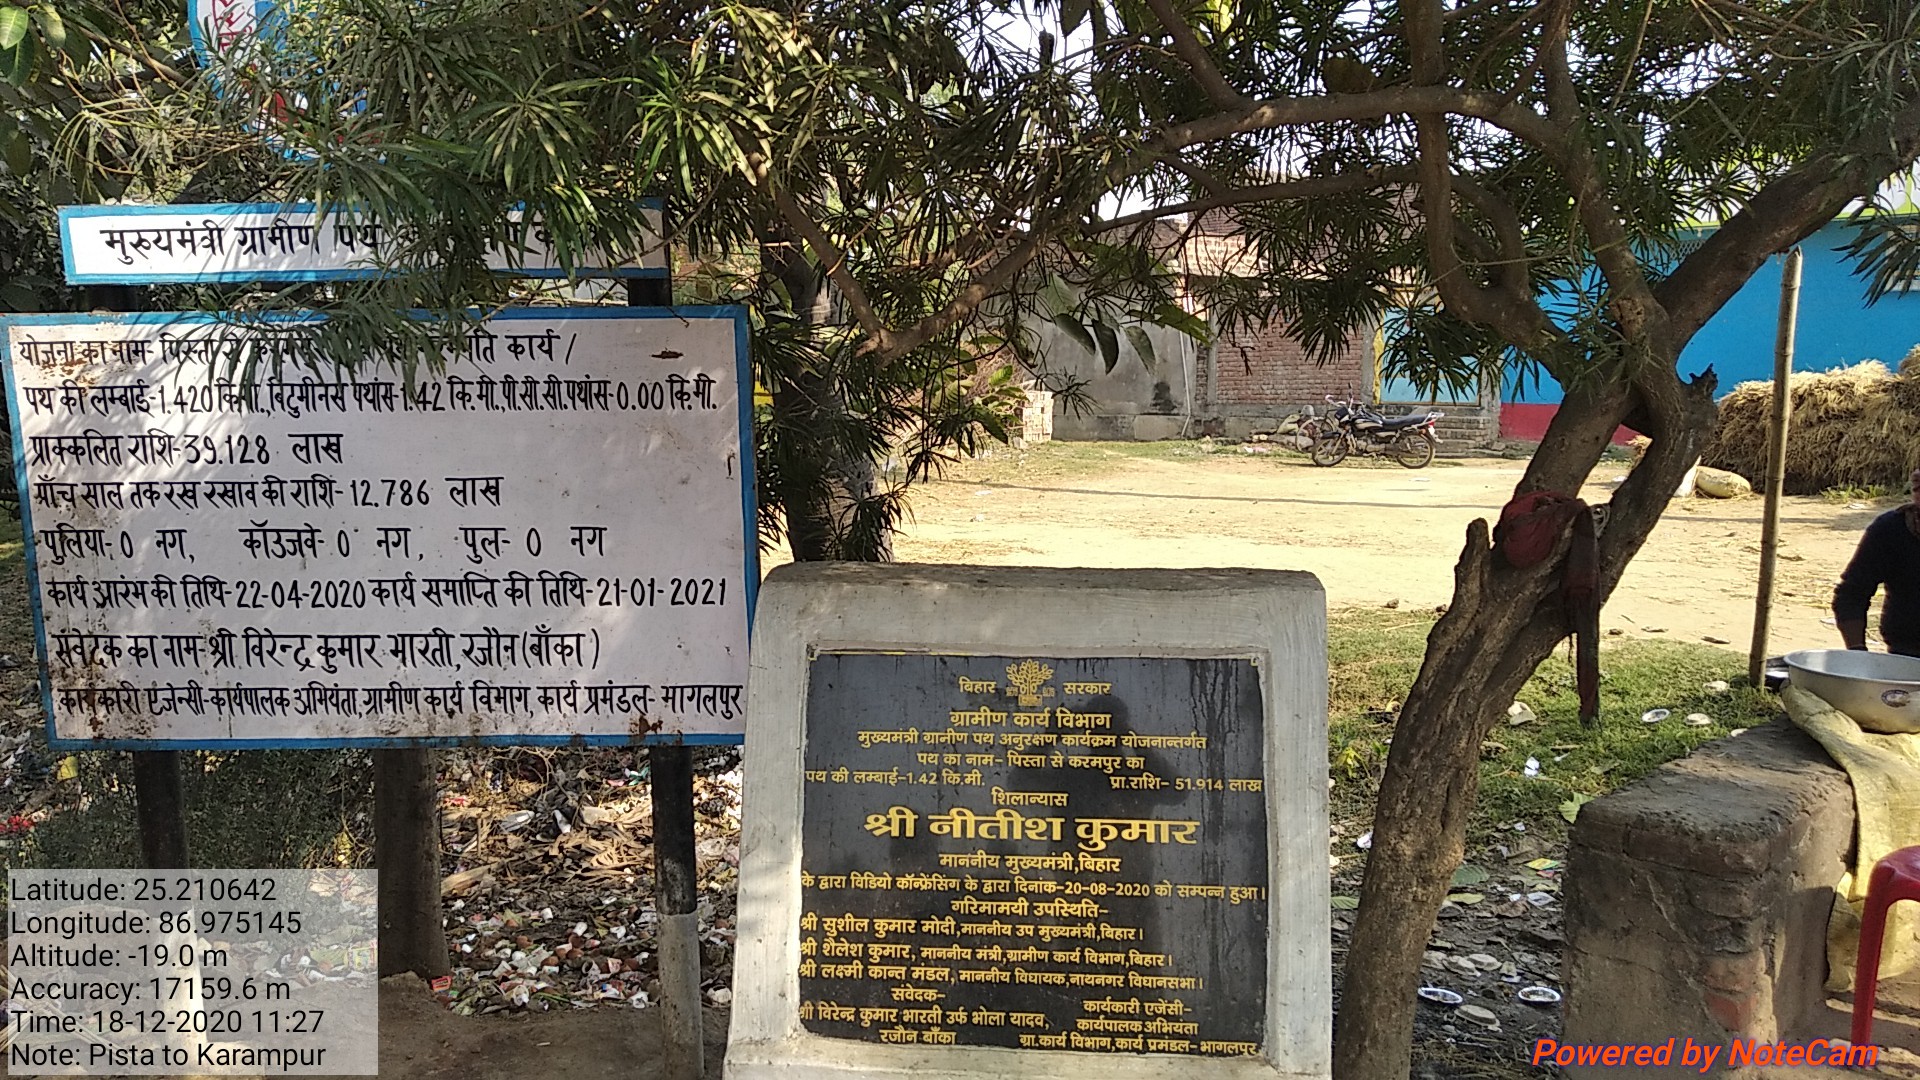 मुख्यमंत्री ग्रामीण पथ
योजना का नाम- पिस्ता से कार्य /
पथ की लम्बाई-1.420 कि.मी., बिटुमीनस पथांस-1.42 कि.मी.,पी.सी.सी.पथांस-0.00 कि.मी.
प्राक्कलित राशि-39.128 लाख
पाँच साल तक रख रखाव की राशि- 12.786 लाख
पुलिया- 0 नग, कॉउजवे- 0 नग, पुल- 0 नग
कार्य आरंभ की तिथि-22-04-2020 कार्य समाप्ति की तिथि-21-01-2021
संवेदक का नाम-श्री विरेन्द्र कुमार भारती,रजौन(बाँका)
कार्यकारी एजेन्सी-कार्यपालक अभियंता,ग्रामीण कार्य विभाग,कार्य प्रमंडल- भागलपुर
बिहार सरकार
ग्रामीण कार्य विभाग
मुख्यमंत्री ग्रामीण पथ अनुरक्षण कार्यक्रम योजनान्तर्गत
पथ का नाम- पिस्ता से करमपुर का
पथ की लम्बाई-1.42 कि.मी. प्रा.राशि- 51.914 लाख
शिलान्यास
श्री नीतीश कुमार
माननीय मुख्यमंत्री,बिहार
के द्वारा विडियो कॉन्फ्रेंसिंग के द्वारा दिनांक-20-08-2020 को सम्पन्न हुआ।
गरिमामयी उपस्थिति-
श्री सुशील कुमार मोदी,माननीय उप मुख्यमंत्री,बिहार।
श्री शैलेश कुमार, माननीय मंत्री,ग्रामीण कार्य विभाग,बिहार।
श्री लक्ष्मी कान्त मंडल, माननीय विधायक,नाथनगर विधानसभा।
संवेदक- कार्यकारी एजेंसी-
श्री विरेन्द्र कुमार भारती उर्फ भोला यादव, कार्यपालक अभियंता
रजौन बाँका ग्रा.कार्य विभाग,कार्य प्रमंडल-भागलपुर
Latitude: 25.210642
Longitude: 86.975145
Altitude: -19.0 m
Accuracy: 17159.6 m
Time: 18-12-2020 11:27
Note: Pista to Karampur
Powered by NoteCam